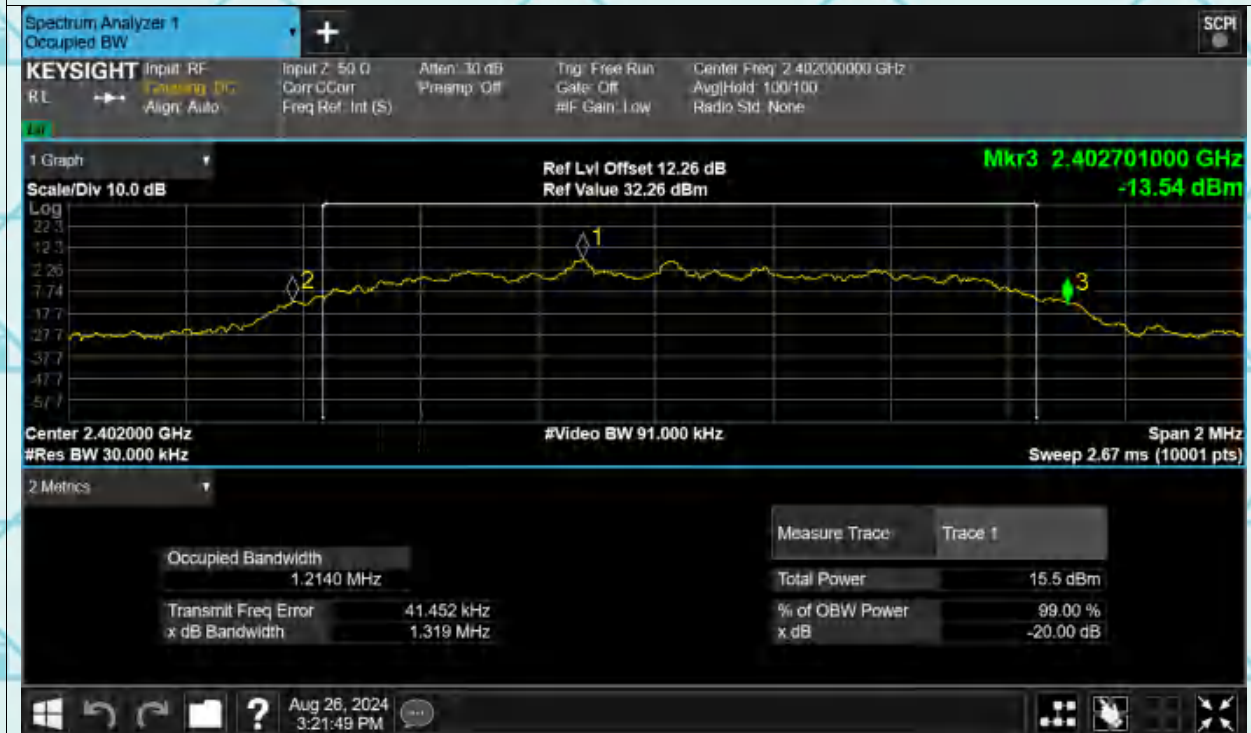 Spectrum Analyzer 1
Occupied BW
+
SCPI
KEYSIGHT Input: RF Input Z: 50 Ω Atten: 30 dB Trig: Free Run Center Freq: 2.402000000 GHz
RL Coupling: DC Corr CCorr Preamp: Off Gate: Off Avg|Hold: 100/100
Align: Auto Freq Ref: Int (S) #IF Gain: Low Radio Std: None
1 Graph Ref Lvl Offset 12.26 dB Mkr3 2.402701000 GHz
Scale/Div 10.0 dB Ref Value 32.26 dBm -13.54 dBm
Log
22.3
12.3
2.26
-7.74
-17.7
-27.7
-37.7
-47.7
-57.7
1
2
3
Center 2.402000 GHz #Video BW 91.000 kHz Span 2 MHz
#Res BW 30.000 kHz Sweep 2.67 ms (10001 pts)
2 Metrics
Measure Trace Trace 1
Occupied Bandwidth
1.2140 MHz Total Power 15.5 dBm
Transmit Freq Error 41.452 kHz % of OBW Power 99.00 %
x dB Bandwidth 1.319 MHz x dB -20.00 dB
? Aug 26, 2024
3:21:49 PM